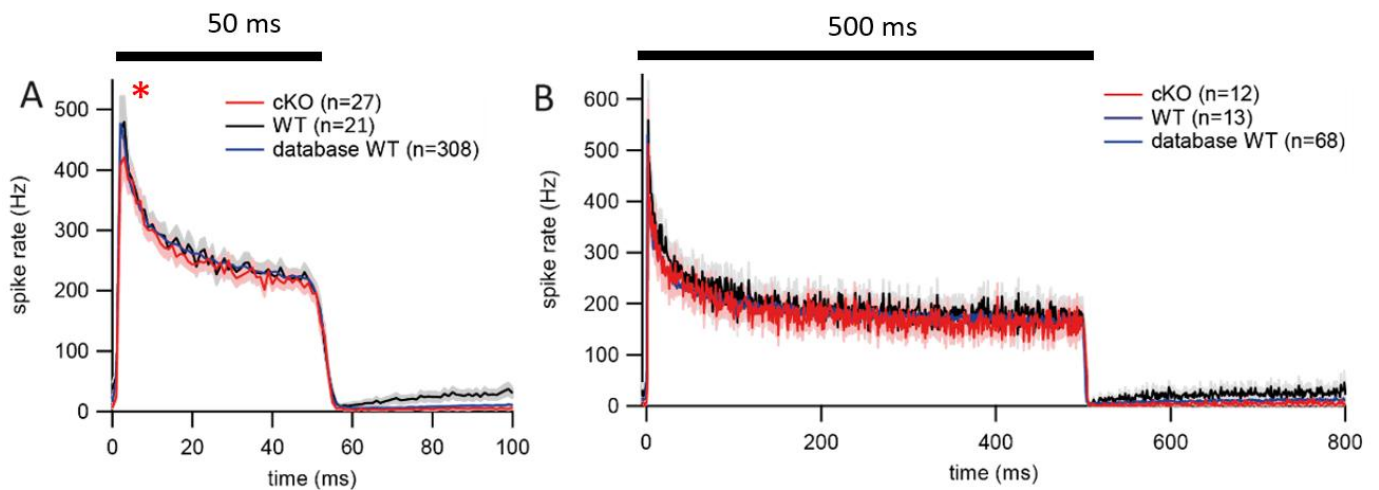 50 ms
500 ms
A
*
cKO (n=27)
WT (n=21)
database WT (n=308)
spike rate (Hz)
500
400
300
200
100
0
0 20 40 60 80 100
time (ms)
B
cKO (n=12)
WT (n=13)
database WT (n=68)
spike rate (Hz)
600
500
400
300
200
100
0
0 200 400 600 800
time (ms)